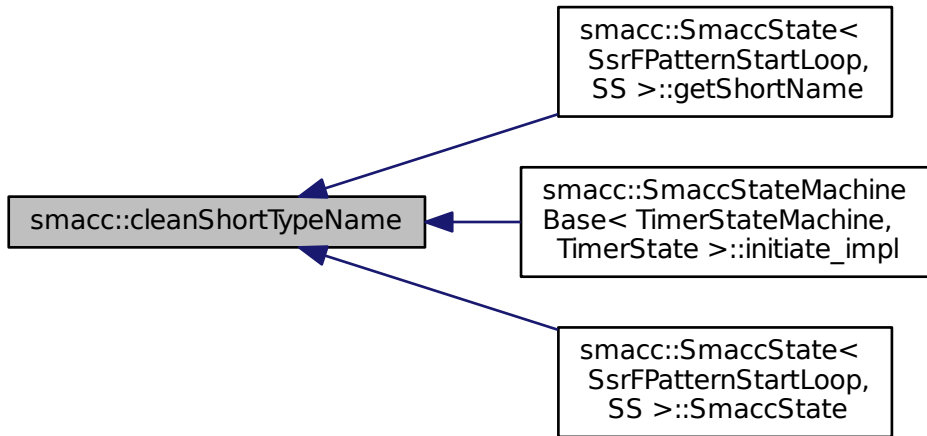 smacc::SmaccState<
SsrFPatternStartLoop,
SS >::getShortName
smacc::cleanShortTypeName
smacc::SmaccStateMachine
Base< TimerStateMachine,
TimerState >::initiate_impl
smacc::SmaccState<
SsrFPatternStartLoop,
SS >::SmaccState